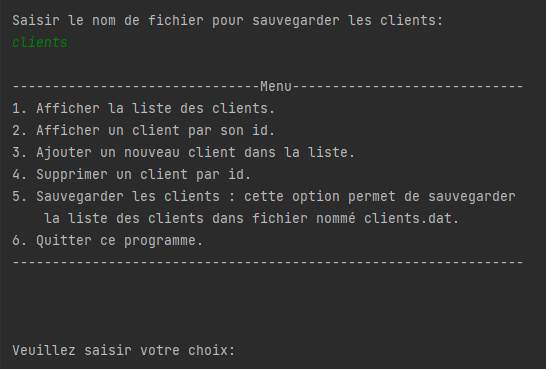 Saisir le nom de fichier pour sauvegarder les clients:
clients
-------------------------------Menu-----------------------------
1. Afficher la liste des clients.
2. Afficher un client par son id.
3. Ajouter un nouveau client dans la liste.
4. Supprimer un client par id.
5. Sauvegarder les clients : cette option permet de sauvegarder
la liste des clients dans fichier nommé clients.dat.
6. Quitter ce programme.
----------------------------------------------------------------
Veuillez saisir votre choix: